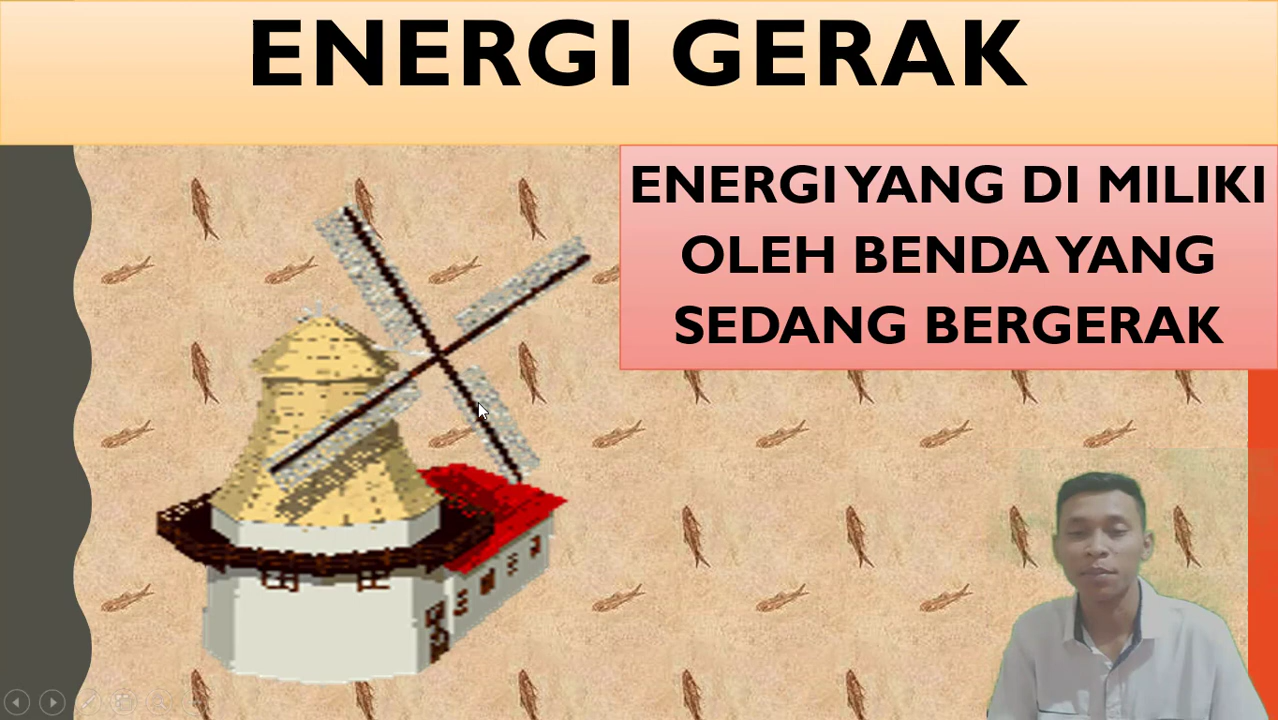 ENERGI GERAK
ENERGI YANG DI MILIKI
OLEH BENDA YANG
SEDANG BERGERAK